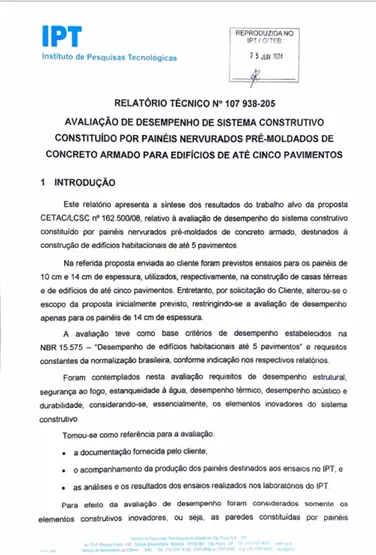 IPT
Instituto de Pesquisas Tecnológicas
REPRODUZIDA NO
IPT / GITEB
25 JUN
RELATÓRIO TÉCNICO Nº 107 938-205
AVALIAÇÃO DE DESEMPENHO DE SISTEMA CONSTRUTIVO
CONSTITUÍDO POR PAINÉIS NERVURADOS PRÉ-MOLDADOS DE
CONCRETO ARMADO PARA EDIFÍCIOS DE ATÉ CINCO PAVIMENTOS
1 INTRODUÇÃO
Este relatório apresenta a síntese dos resultados do trabalho alvo da proposta
CETAC/LCSC nº 162.500/08, relativo à avaliação de desempenho do sistema construtivo
constituído por painéis nervurados pré-moldados de concreto armado, destinados à
construção de edifícios habitacionais de até 5 pavimentos.
Na referida proposta enviada ao cliente foram previstos ensaios para os painéis de
10 cm e 14 cm de espessura, utilizados, respectivamente, na construção de casas térreas
e de edifícios de até cinco pavimentos. Entretanto, por solicitação do Cliente, alterou-se o
escopo da proposta inicialmente previsto, restringindo-se a avaliação de desempenho
apenas para os painéis de 14 cm de espessura.
A avaliação teve como base critérios de desempenho estabelecidos na
NBR 15.575 – "Desempenho de edifícios habitacionais até 5 pavimentos" e requisitos
constantes da normalização brasileira, conforme indicação nos respectivos relatórios.
Foram contemplados nesta avaliação requisitos de desempenho estrutural,
segurança ao fogo, estanqueidade à água, desempenho térmico, desempenho acústico e
durabilidade, considerando-se, essencialmente, os elementos inovadores do sistema
construtivo.
Tomou-se como referência para a avaliação:
• a documentação fornecida pelo cliente;
• o acompanhamento da produção dos painéis destinados aos ensaios no IPT; e
• as análises e os resultados dos ensaios realizados nos laboratórios do IPT.
Para efeito da avaliação de desempenho foram considerados somente os
elementos construtivos inovadores, ou seja, as paredes constituídas por painéis